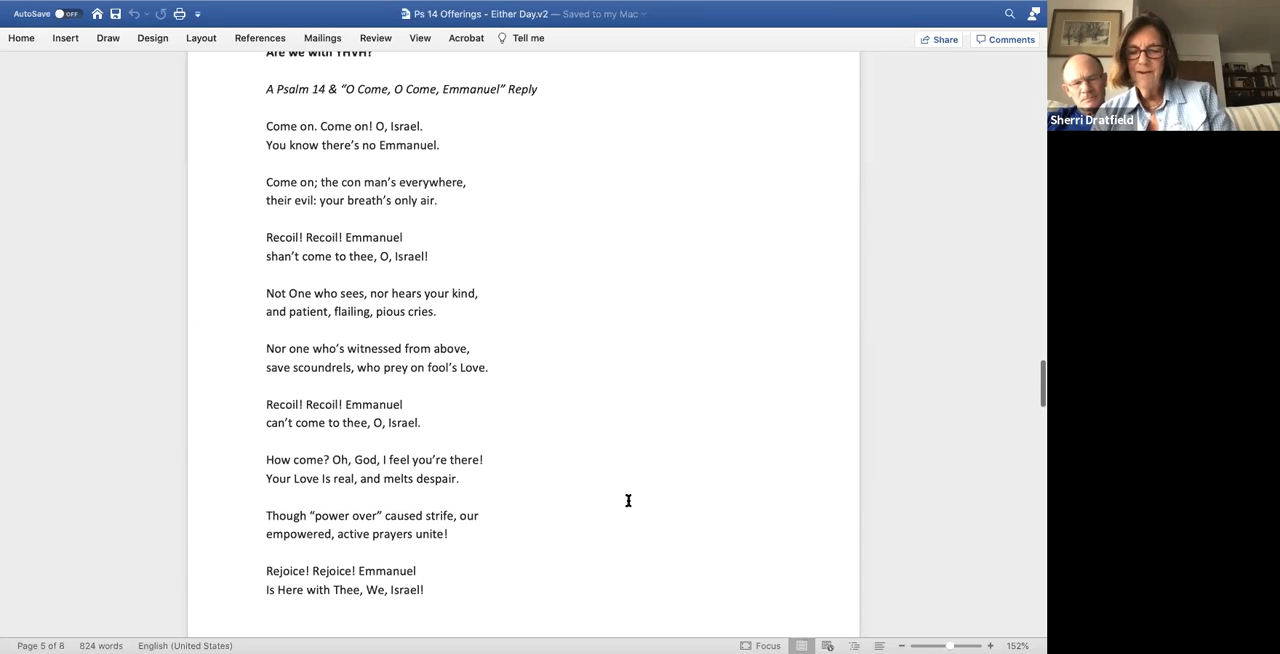 AutoSave OFF
Ps 14 Offerings - Either Day.v2 — Saved to my Mac
Home Insert Draw Design Layout References Mailings Review View Acrobat Tell me
Share Comments
Are we with YHVH?
A Psalm 14 & “O Come, O Come, Emmanuel” Reply
Come on. Come on! O, Israel.
You know there’s no Emmanuel.
Come on; the con man’s everywhere,
their evil: your breath’s only air.
Recoil! Recoil! Emmanuel
shan’t come to thee, O, Israel!
Not One who sees, nor hears your kind,
and patient, flailing, pious cries.
Nor one who’s witnessed from above,
save scoundrels, who prey on fool’s Love.
Recoil! Recoil! Emmanuel
can’t come to thee, O, Israel.
How come? Oh, God, I feel you’re there!
Your Love Is real, and melts despair.
Though “power over” caused strife, our
empowered, active prayers unite!
Rejoice! Rejoice! Emmanuel
Is Here with Thee, We, Israel!
Page 5 of 8 824 words English (United States)
Focus 152%
Sherri Dratfield